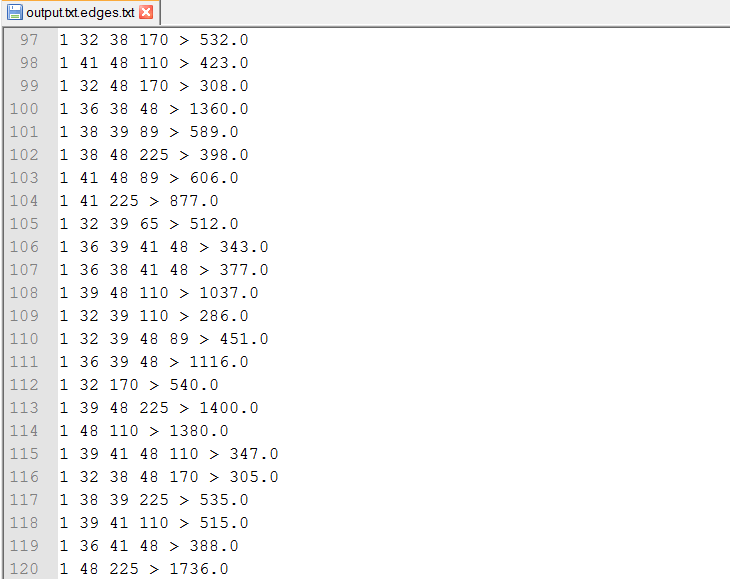 output.txt.edges.txt
97 1 32 38 170 > 532.0
98 1 41 48 110 > 423.0
99 1 32 48 170 > 308.0
100 1 36 38 48 > 1360.0
101 1 38 39 89 > 589.0
102 1 38 48 225 > 398.0
103 1 41 48 89 > 606.0
104 1 41 225 > 877.0
105 1 32 39 65 > 512.0
106 1 36 39 41 48 > 343.0
107 1 36 38 41 48 > 377.0
108 1 39 48 110 > 1037.0
109 1 32 39 110 > 286.0
110 1 32 39 48 89 > 451.0
111 1 36 39 48 > 1116.0
112 1 32 170 > 540.0
113 1 39 48 225 > 1400.0
114 1 48 110 > 1380.0
115 1 39 41 48 110 > 347.0
116 1 32 38 48 170 > 305.0
117 1 38 39 225 > 535.0
118 1 39 41 110 > 515.0
119 1 36 41 48 > 388.0
120 1 48 225 > 1736.0